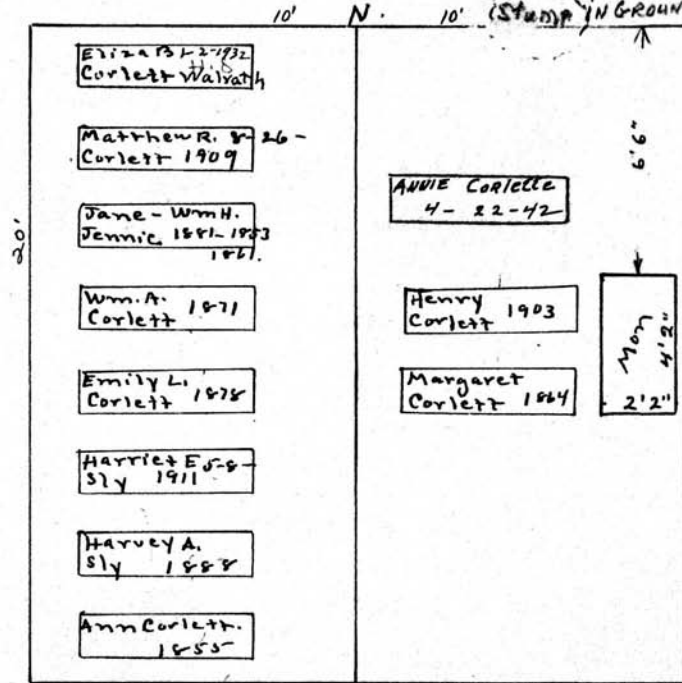 10' N. 10' (Stump IN GROUN
Eliza B 1-2-1932
Corlett Walrath
Matthew R. 8-26-
Corlett 1909
Jane - Wm H.
Jennie 1881-1853
1861.
Wm. A.
Corlett 1871
Emily L.
Corlett 1878
Harriet E 5-8-
Sly 1911
Harvey A.
Sly 1888
Ann Corlett.
1855
20'
ANNIE Corlette
4-22-42
Henry
Corlett 1903
Margaret
Corlett 1864
6'6"
Mon
4'2"
2'2"